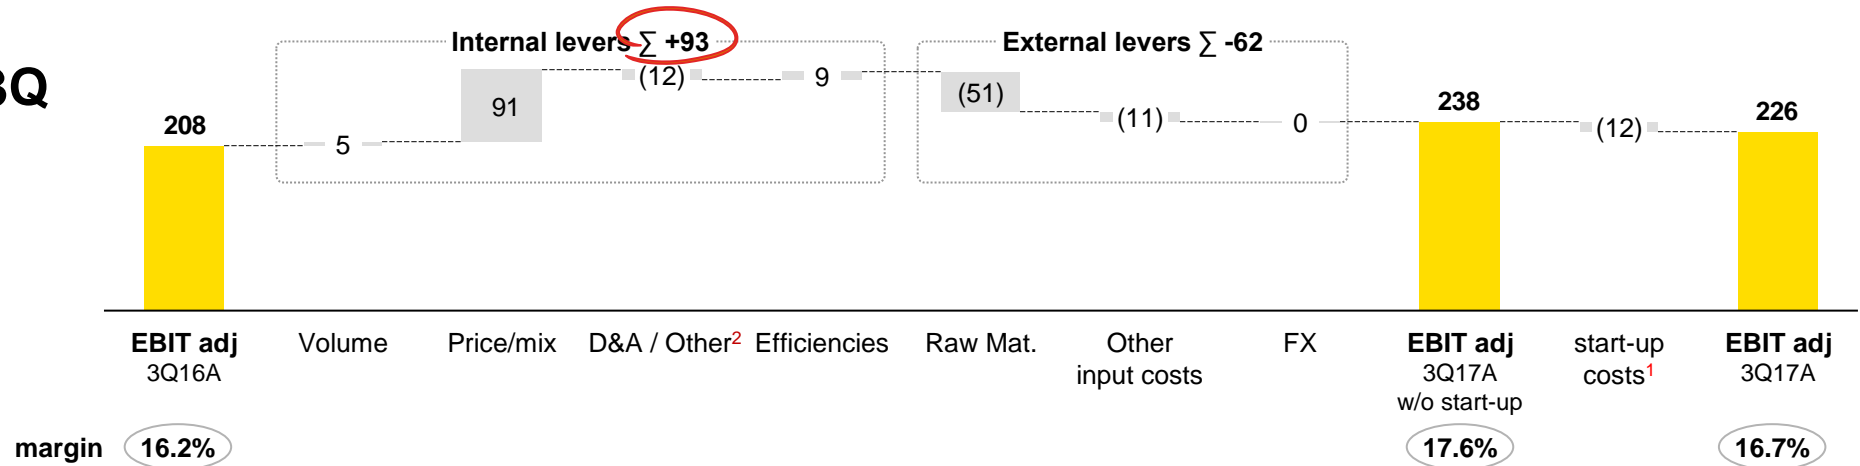 3Q
Internal levers ∑ +93
External levers ∑ -62
208
5
91
(12)
9
(51)
(11)
0
238
(12)
226
EBIT adj
3Q16A
Volume
Price/mix
D&A / Other2
Efficiencies
Raw Mat.
Other
input costs
FX
EBIT adj
3Q17A
w/o start-up
start-up
costs1
EBIT adj
3Q17A
margin
16.2%
17.6%
16.7%